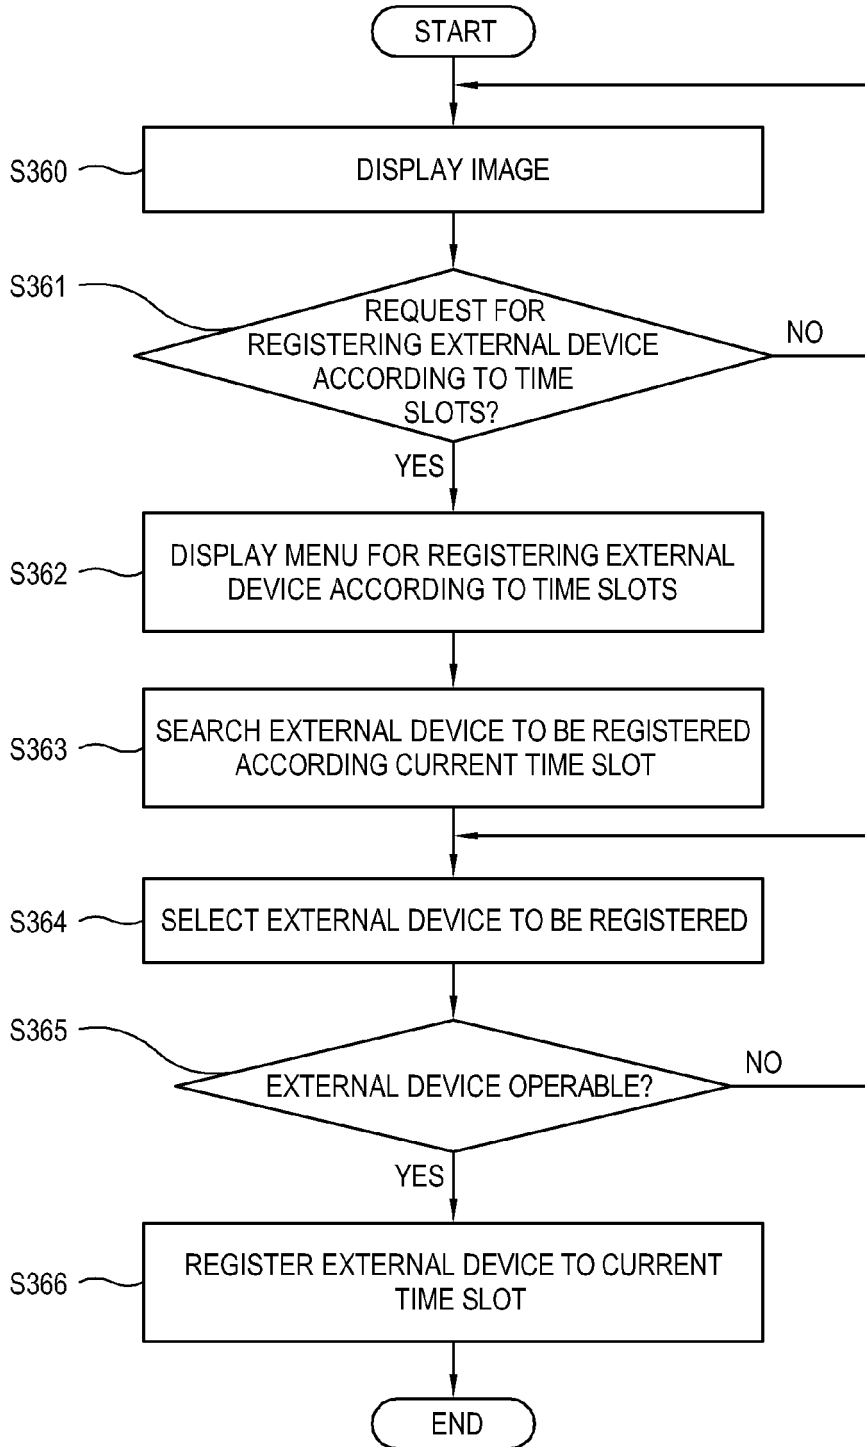 START
S360
DISPLAY IMAGE
S361
REQUEST FOR
REGISTERING EXTERNAL DEVICE
ACCORDING TO TIME
SLOTS?
NO
YES
S362
DISPLAY MENU FOR REGISTERING EXTERNAL
DEVICE ACCORDING TO TIME SLOTS
S363
SEARCH EXTERNAL DEVICE TO BE REGISTERED
ACCORDING CURRENT TIME SLOT
S364
SELECT EXTERNAL DEVICE TO BE REGISTERED
S365
EXTERNAL DEVICE OPERABLE?
NO
YES
S366
REGISTER EXTERNAL DEVICE TO CURRENT
TIME SLOT
END